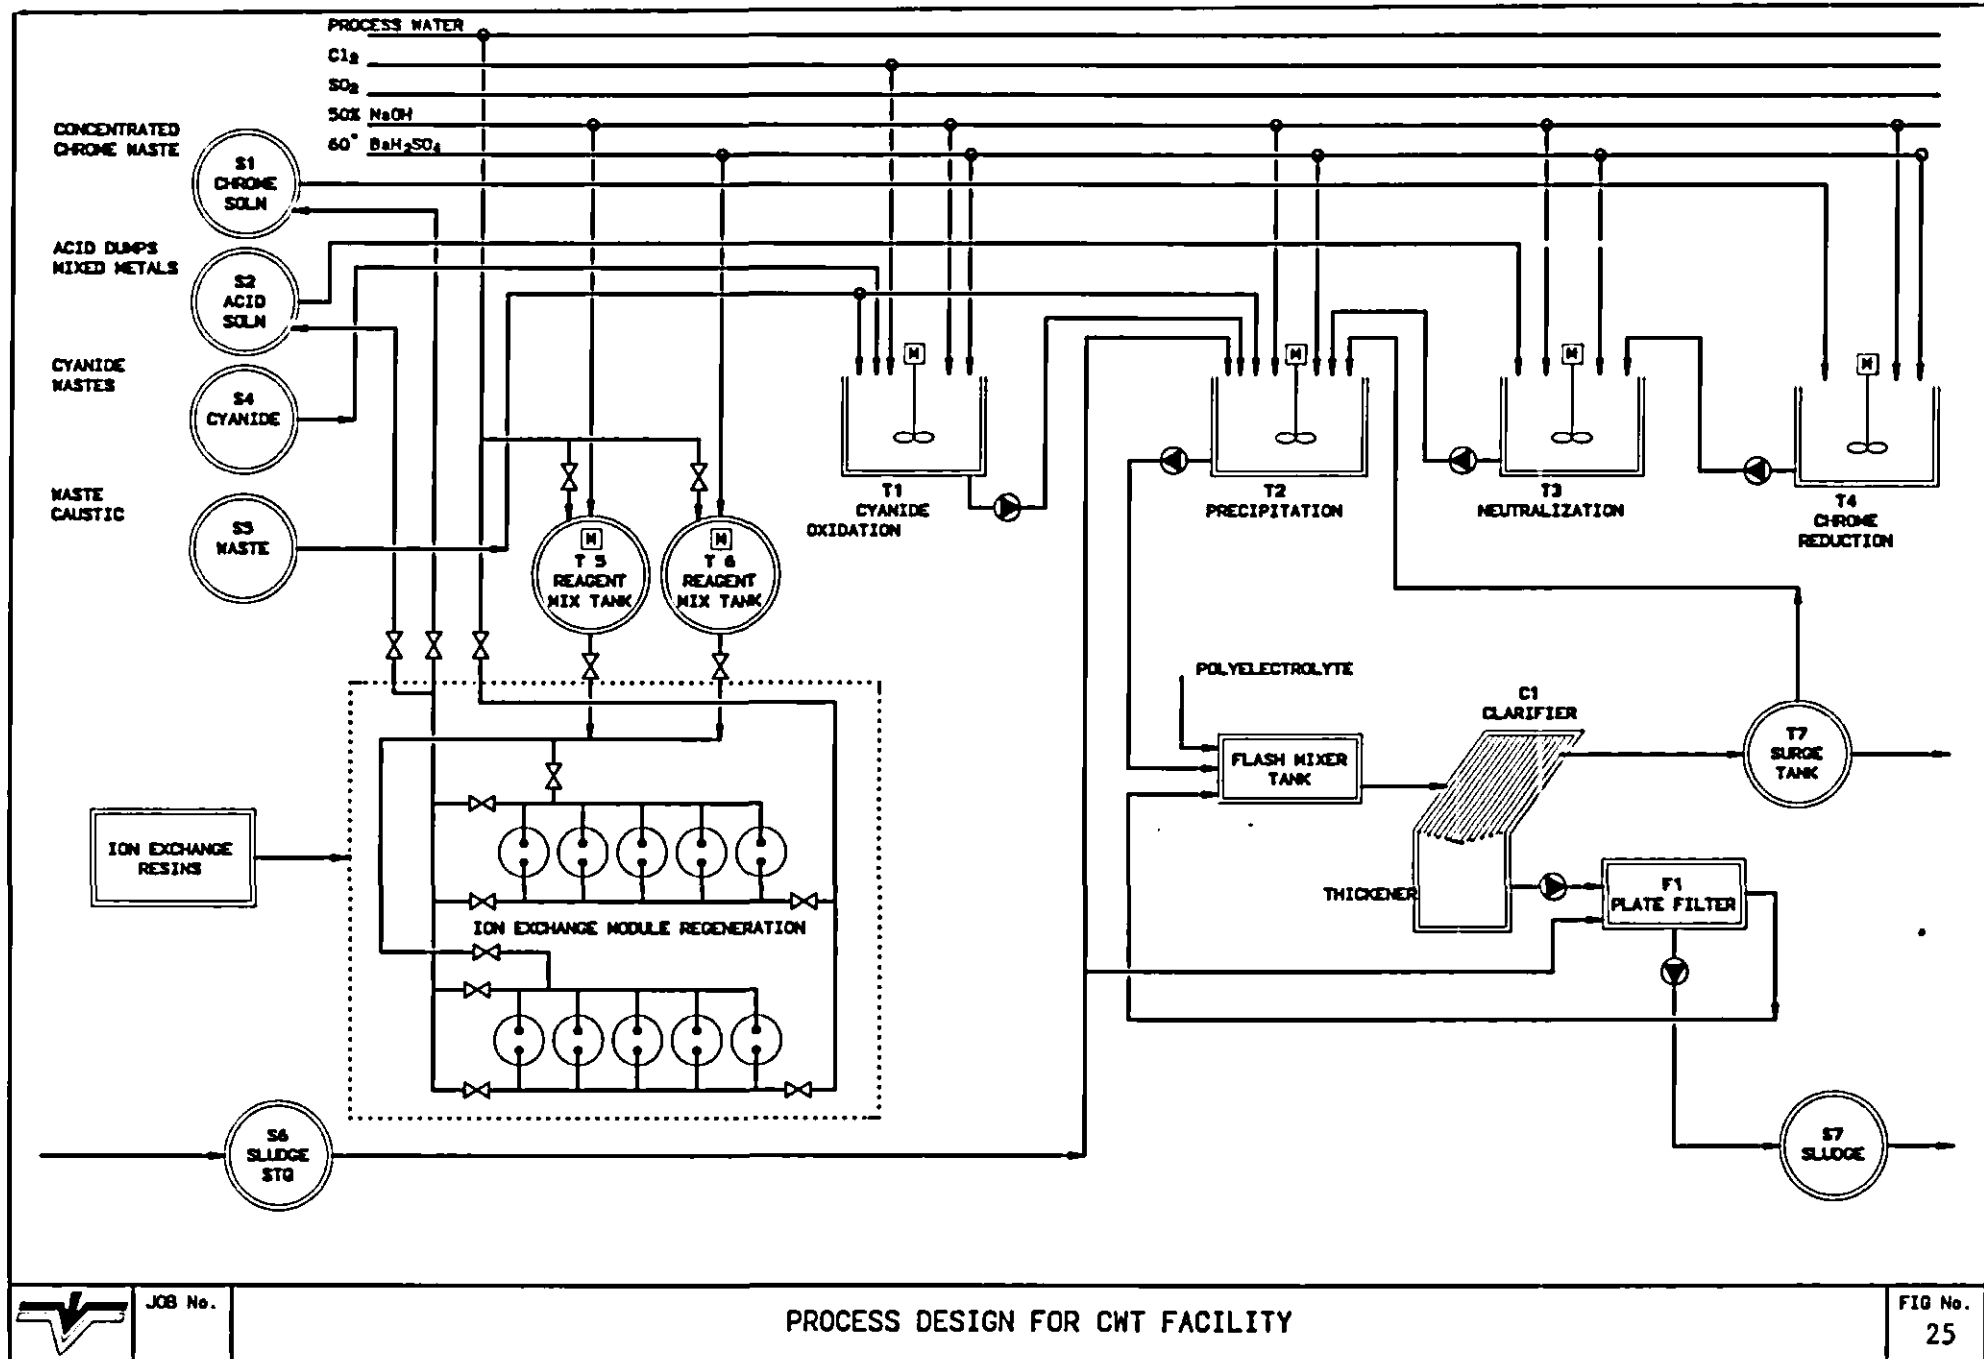 PROCESS WATER
Cl2
SO2
50% NaOH
60° BaH2SO4
CONCENTRATED
CHROME WASTE
S1
CHROME
SOLN
ACID DUMPS
MIXED METALS
S2
ACID
SOLN
CYANIDE
WASTES
S4
CYANIDE
WASTE
CAUSTIC
S5
WASTE
M
T 5
REAGENT
MIX TANK
M
T 6
REAGENT
MIX TANK
M
T1
CYANIDE
OXIDATION
M
T2
PRECIPITATION
M
T3
NEUTRALIZATION
M
T4
CHROME
REDUCTION
POLYELECTROLYTE
FLASH MIXER
TANK
C1
CLARIFIER
T7
SURGE
TANK
THICKENER
F1
PLATE FILTER
ION EXCHANGE
RESINS
ION EXCHANGE MODULE REGENERATION
S6
SLUDGE
STG
S7
SLUDGE
JOB No.
PROCESS DESIGN FOR CWT FACILITY
FIG No.
25